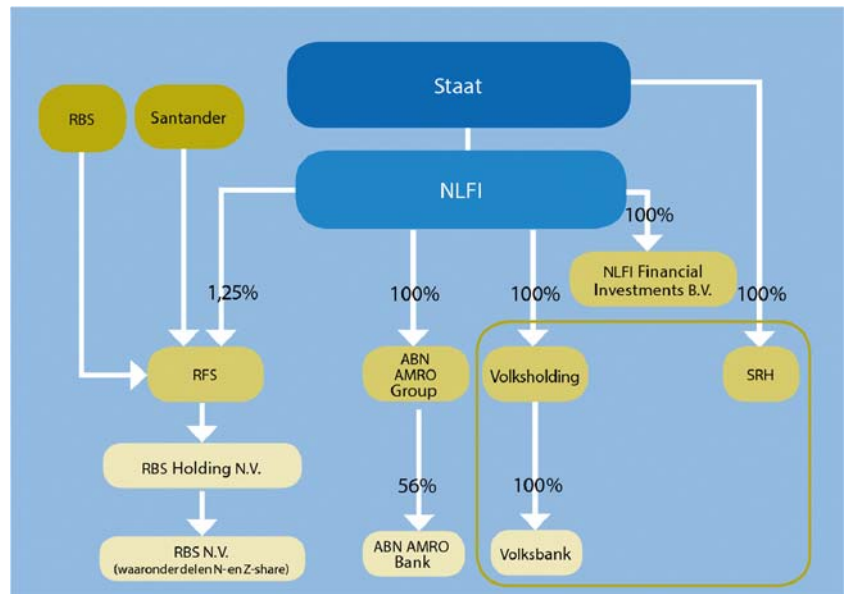 Staat
RBS
Santander
NLFI
100%
NLFI Financial
Investments B.V.
1,25%
100%
100%
100%
RFS
ABN
AMRO
Group
Volksholding
SRH
RBS Holding N.V.
56%
100%
RBS N.V.
(waaronder delen N- en Z-share)
ABN AMRO
Bank
Volksbank